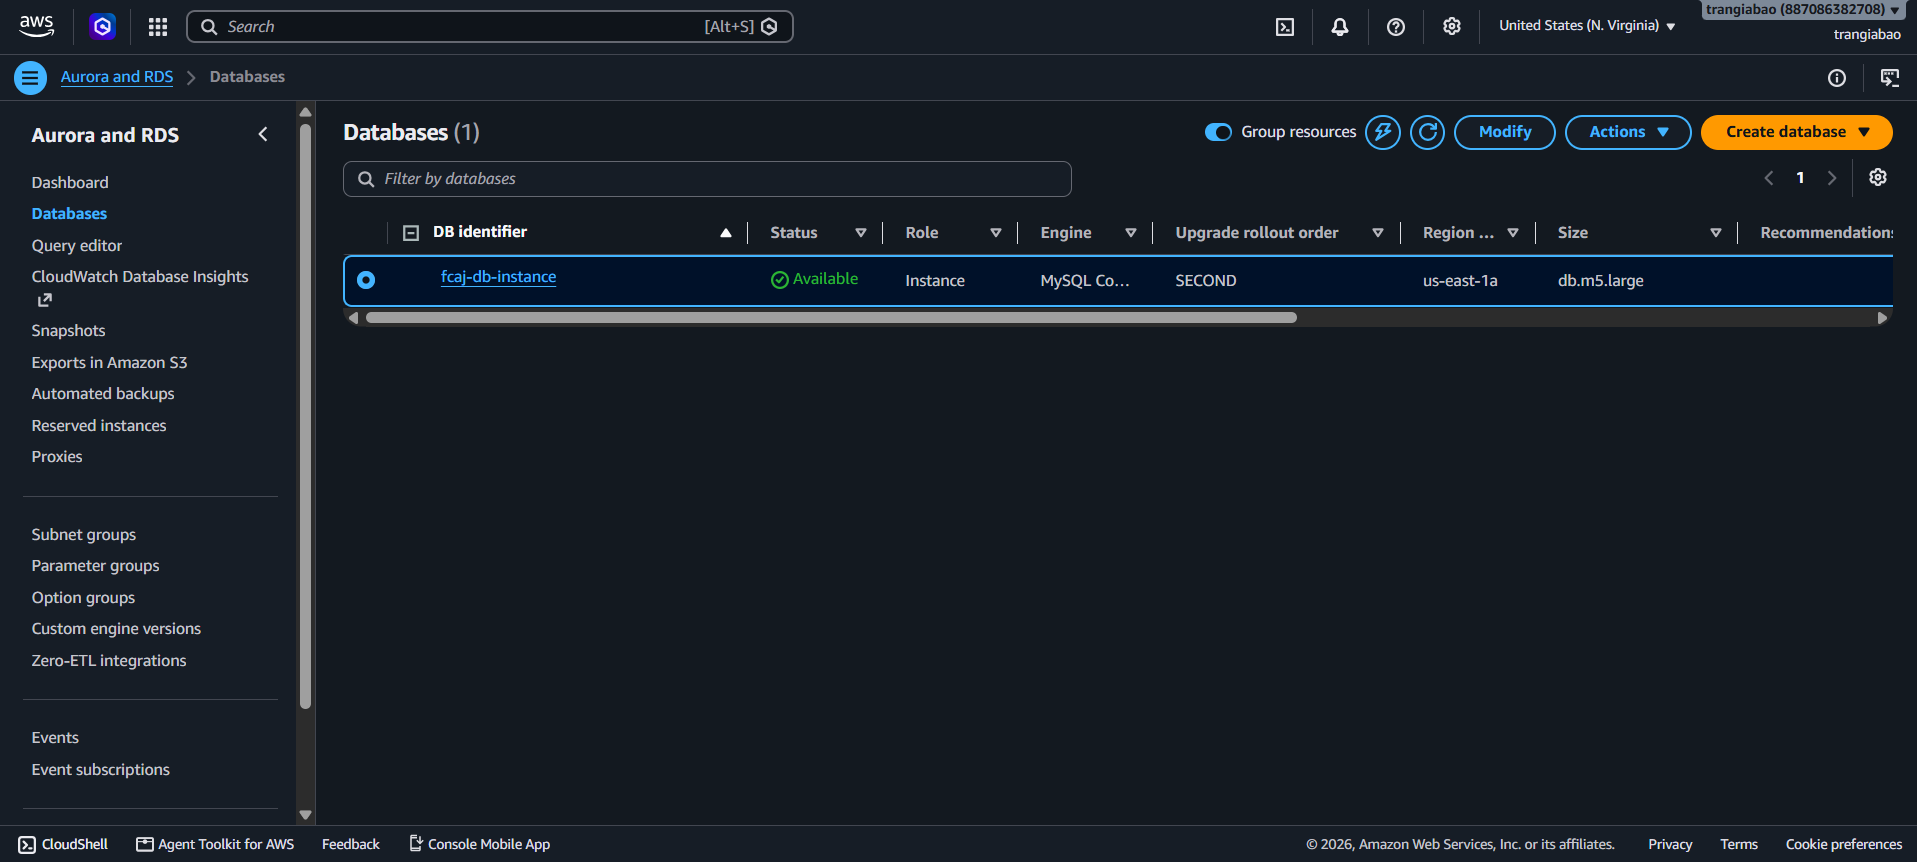 aws
Search [Alt+S]
United States (N. Virginia)
trangiabao (887086382708)
trangiabao
Aurora and RDS
Databases
Aurora and RDS
Dashboard
Databases
Query editor
CloudWatch Database Insights
Snapshots
Exports in Amazon S3
Automated backups
Reserved instances
Proxies
Subnet groups
Parameter groups
Option groups
Custom engine versions
Zero-ETL integrations
Events
Event subscriptions
Databases (1)
Group resources
Modify
Actions
Create database
Filter by databases
1
DB identifier Status Role Engine Upgrade rollout order Region ... Size Recommendations
fcaj-db-instance Available Instance MySQL Co... SECOND us-east-1a db.m5.large
CloudShell Agent Toolkit for AWS Feedback Console Mobile App © 2026, Amazon Web Services, Inc. or its affiliates. Privacy Terms Cookie preferences